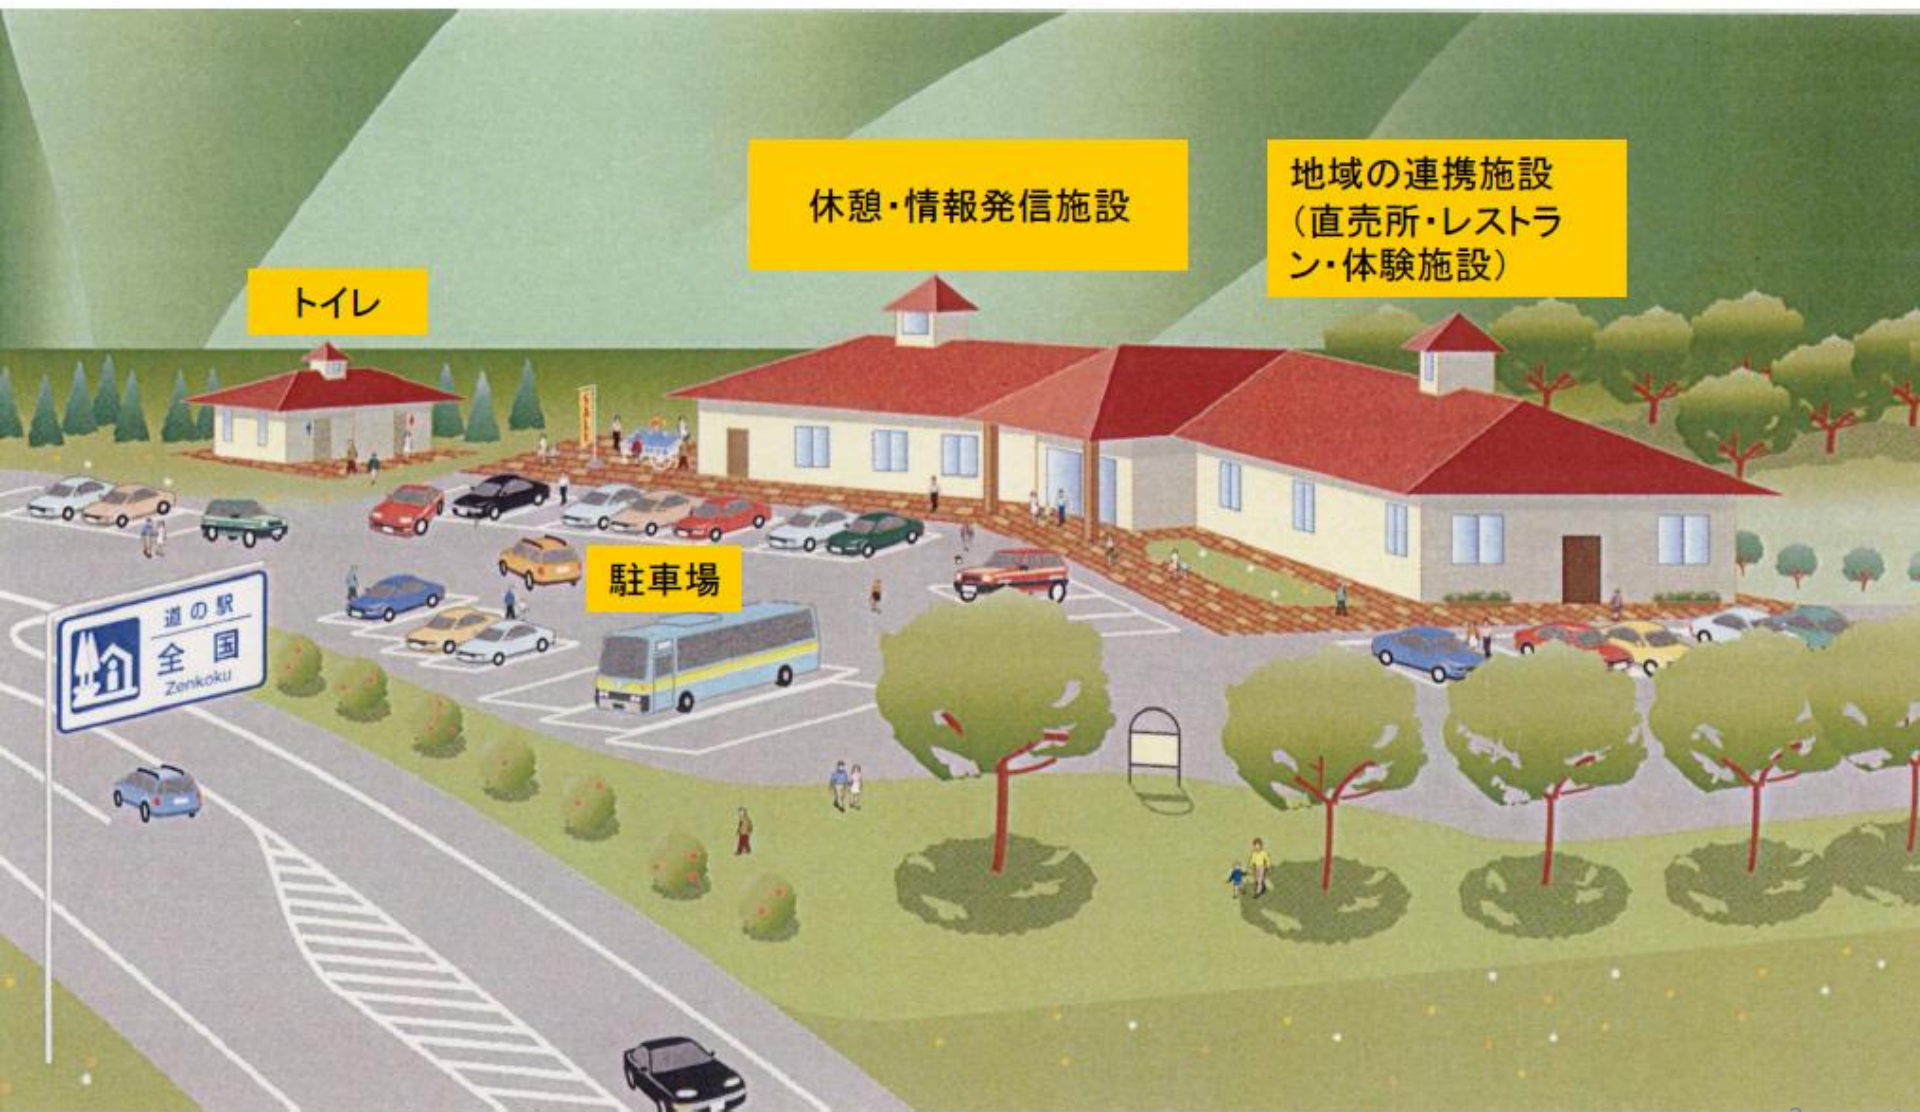 休憩・情報発信施設
地域の連携施設
（直売所・レストラ
ン・体験施設）
トイレ
駐車場
道の駅
全国
Zenkoku